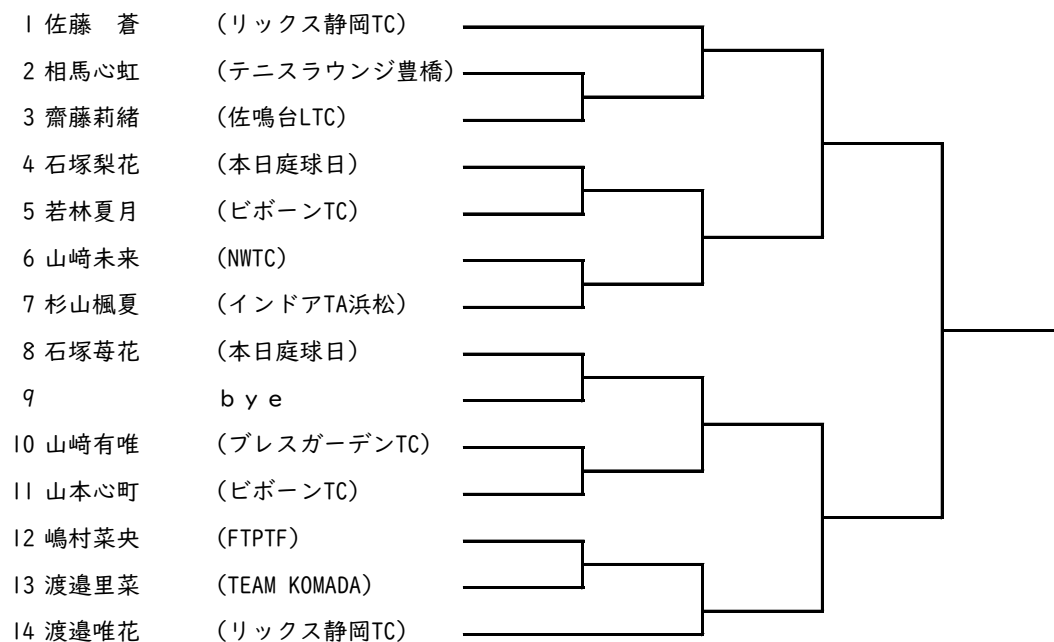 1 佐藤　蒼 (リックス静岡TC)
2 相馬心虹 (テニスラウンジ豊橋)
3 齋藤莉緒 (佐鳴台LTC)
4 石塚梨花 (本日庭球日)
5 若林夏月 (ビボーンTC)
6 山﨑未来 (NWTC)
7 杉山楓夏 (インドアTA浜松)
8 石塚苺花 (本日庭球日)
9 ｂｙｅ
10 山﨑有唯 (ブレスガーデンTC)
11 山本心町 (ビボーンTC)
12 嶋村菜央 (FTPTF)
13 渡邉里菜 (TEAM KOMADA)
14 渡邉唯花 (リックス静岡TC)